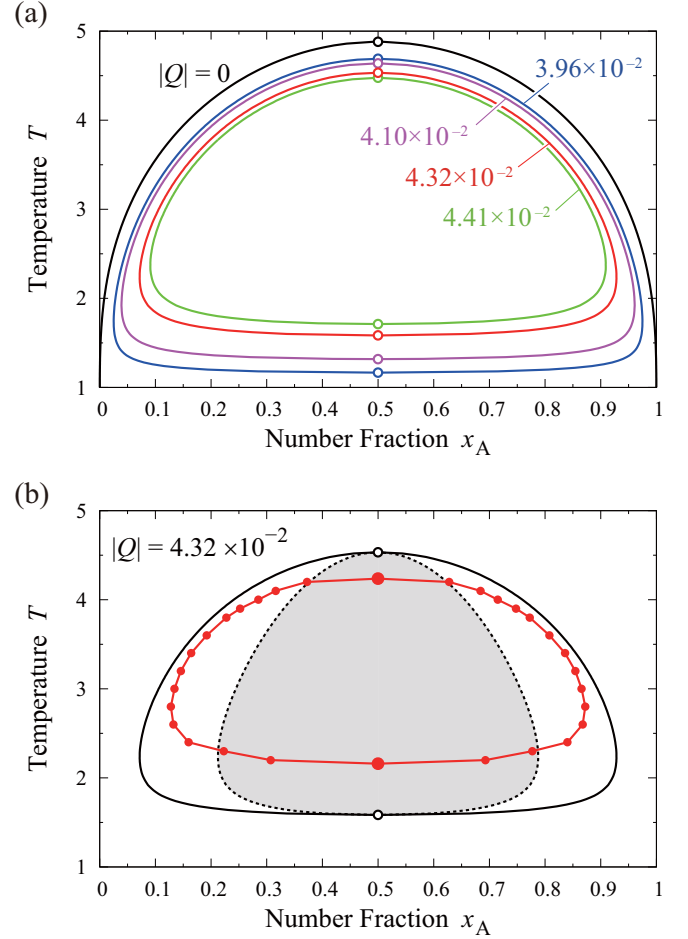 (a)
5
4
3
2
1
Temperature T
|Q| = 0
3.96×10−2
4.10×10−2
4.32×10−2
4.41×10−2
0 0.1 0.2 0.3 0.4 0.5 0.6 0.7 0.8 0.9 1
Number Fraction xA
(b)
5
4
3
2
1
Temperature T
|Q| = 4.32 ×10−2
0 0.1 0.2 0.3 0.4 0.5 0.6 0.7 0.8 0.9 1
Number Fraction xA